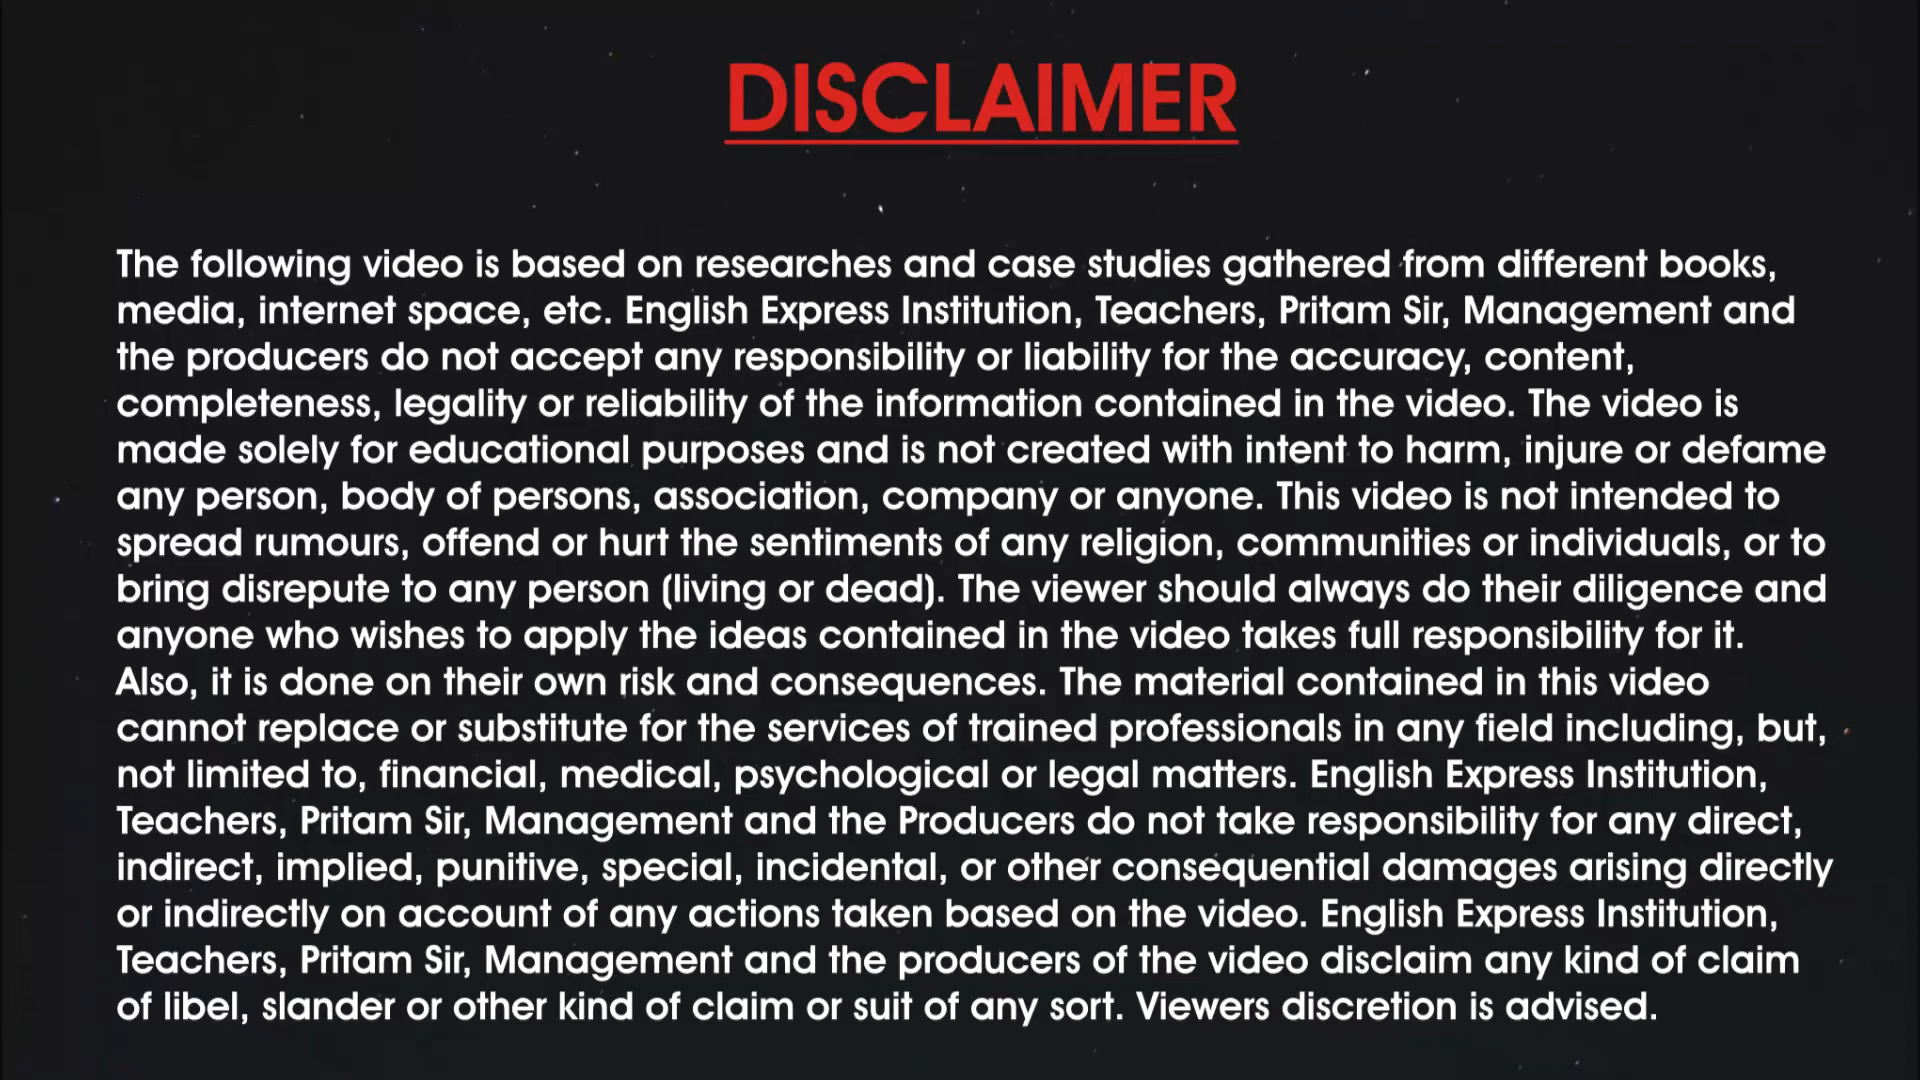 DISCLAIMER
The following video is based on researches and case studies gathered from different books,
media, internet space, etc. English Express Institution, Teachers, Pritam Sir, Management and
the producers do not accept any responsibility or liability for the accuracy, content,
completeness, legality or reliability of the information contained in the video. The video is
made solely for educational purposes and is not created with intent to harm, injure or defame
any person, body of persons, association, company or anyone. This video is not intended to
spread rumours, offend or hurt the sentiments of any religion, communities or individuals, or to
bring disrepute to any person (living or dead). The viewer should always do their diligence and
anyone who wishes to apply the ideas contained in the video takes full responsibility for it.
Also, it is done on their own risk and consequences. The material contained in this video
cannot replace or substitute for the services of trained professionals in any field including, but,
not limited to, financial, medical, psychological or legal matters. English Express Institution,
Teachers, Pritam Sir, Management and the Producers do not take responsibility for any direct,
indirect, implied, punitive, special, incidental, or other consequential damages arising directly
or indirectly on account of any actions taken based on the video. English Express Institution,
Teachers, Pritam Sir, Management and the producers of the video disclaim any kind of claim
of libel, slander or other kind of claim or suit of any sort. Viewers discretion is advised.